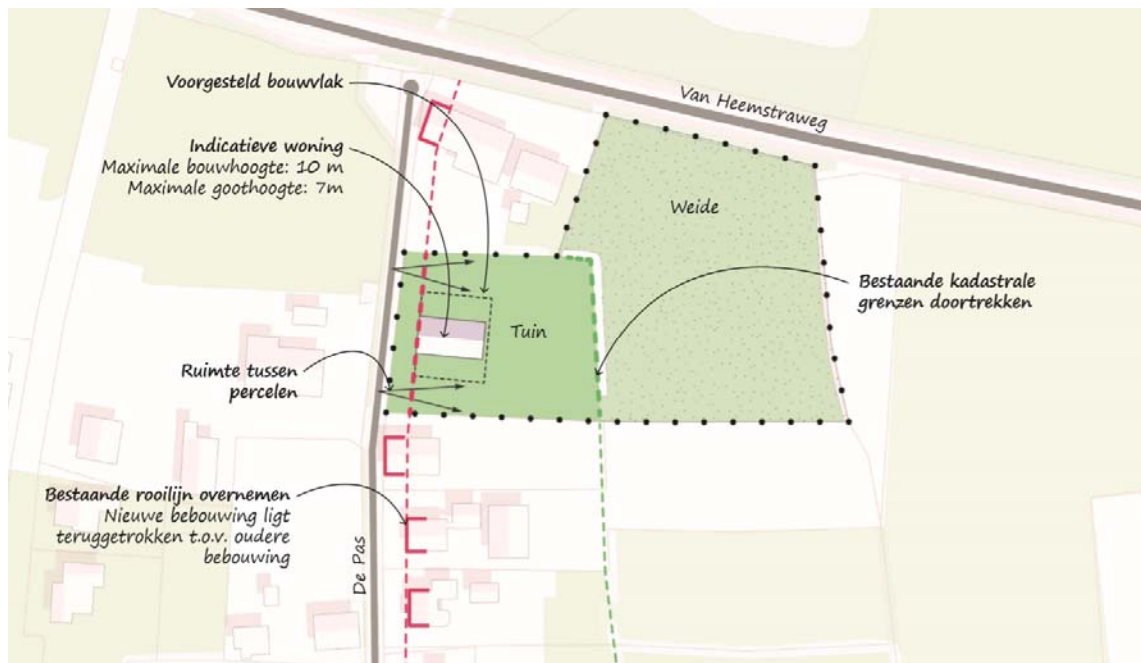 Voorgesteld bouwvlak
Van Heemstraweg
Indicatieve woning
Maximale bouwhoogte: 10 m
Maximale goothoogte: 7m
Weide
Bestaande kadastrale
grenzen doortrekken
Tuin
Ruimte tussen
percelen
Bestaande rooilijn overnemen
Nieuwe bebouwing ligt
teruggetrokken t.o.v. oudere
bebouwing
De Pas